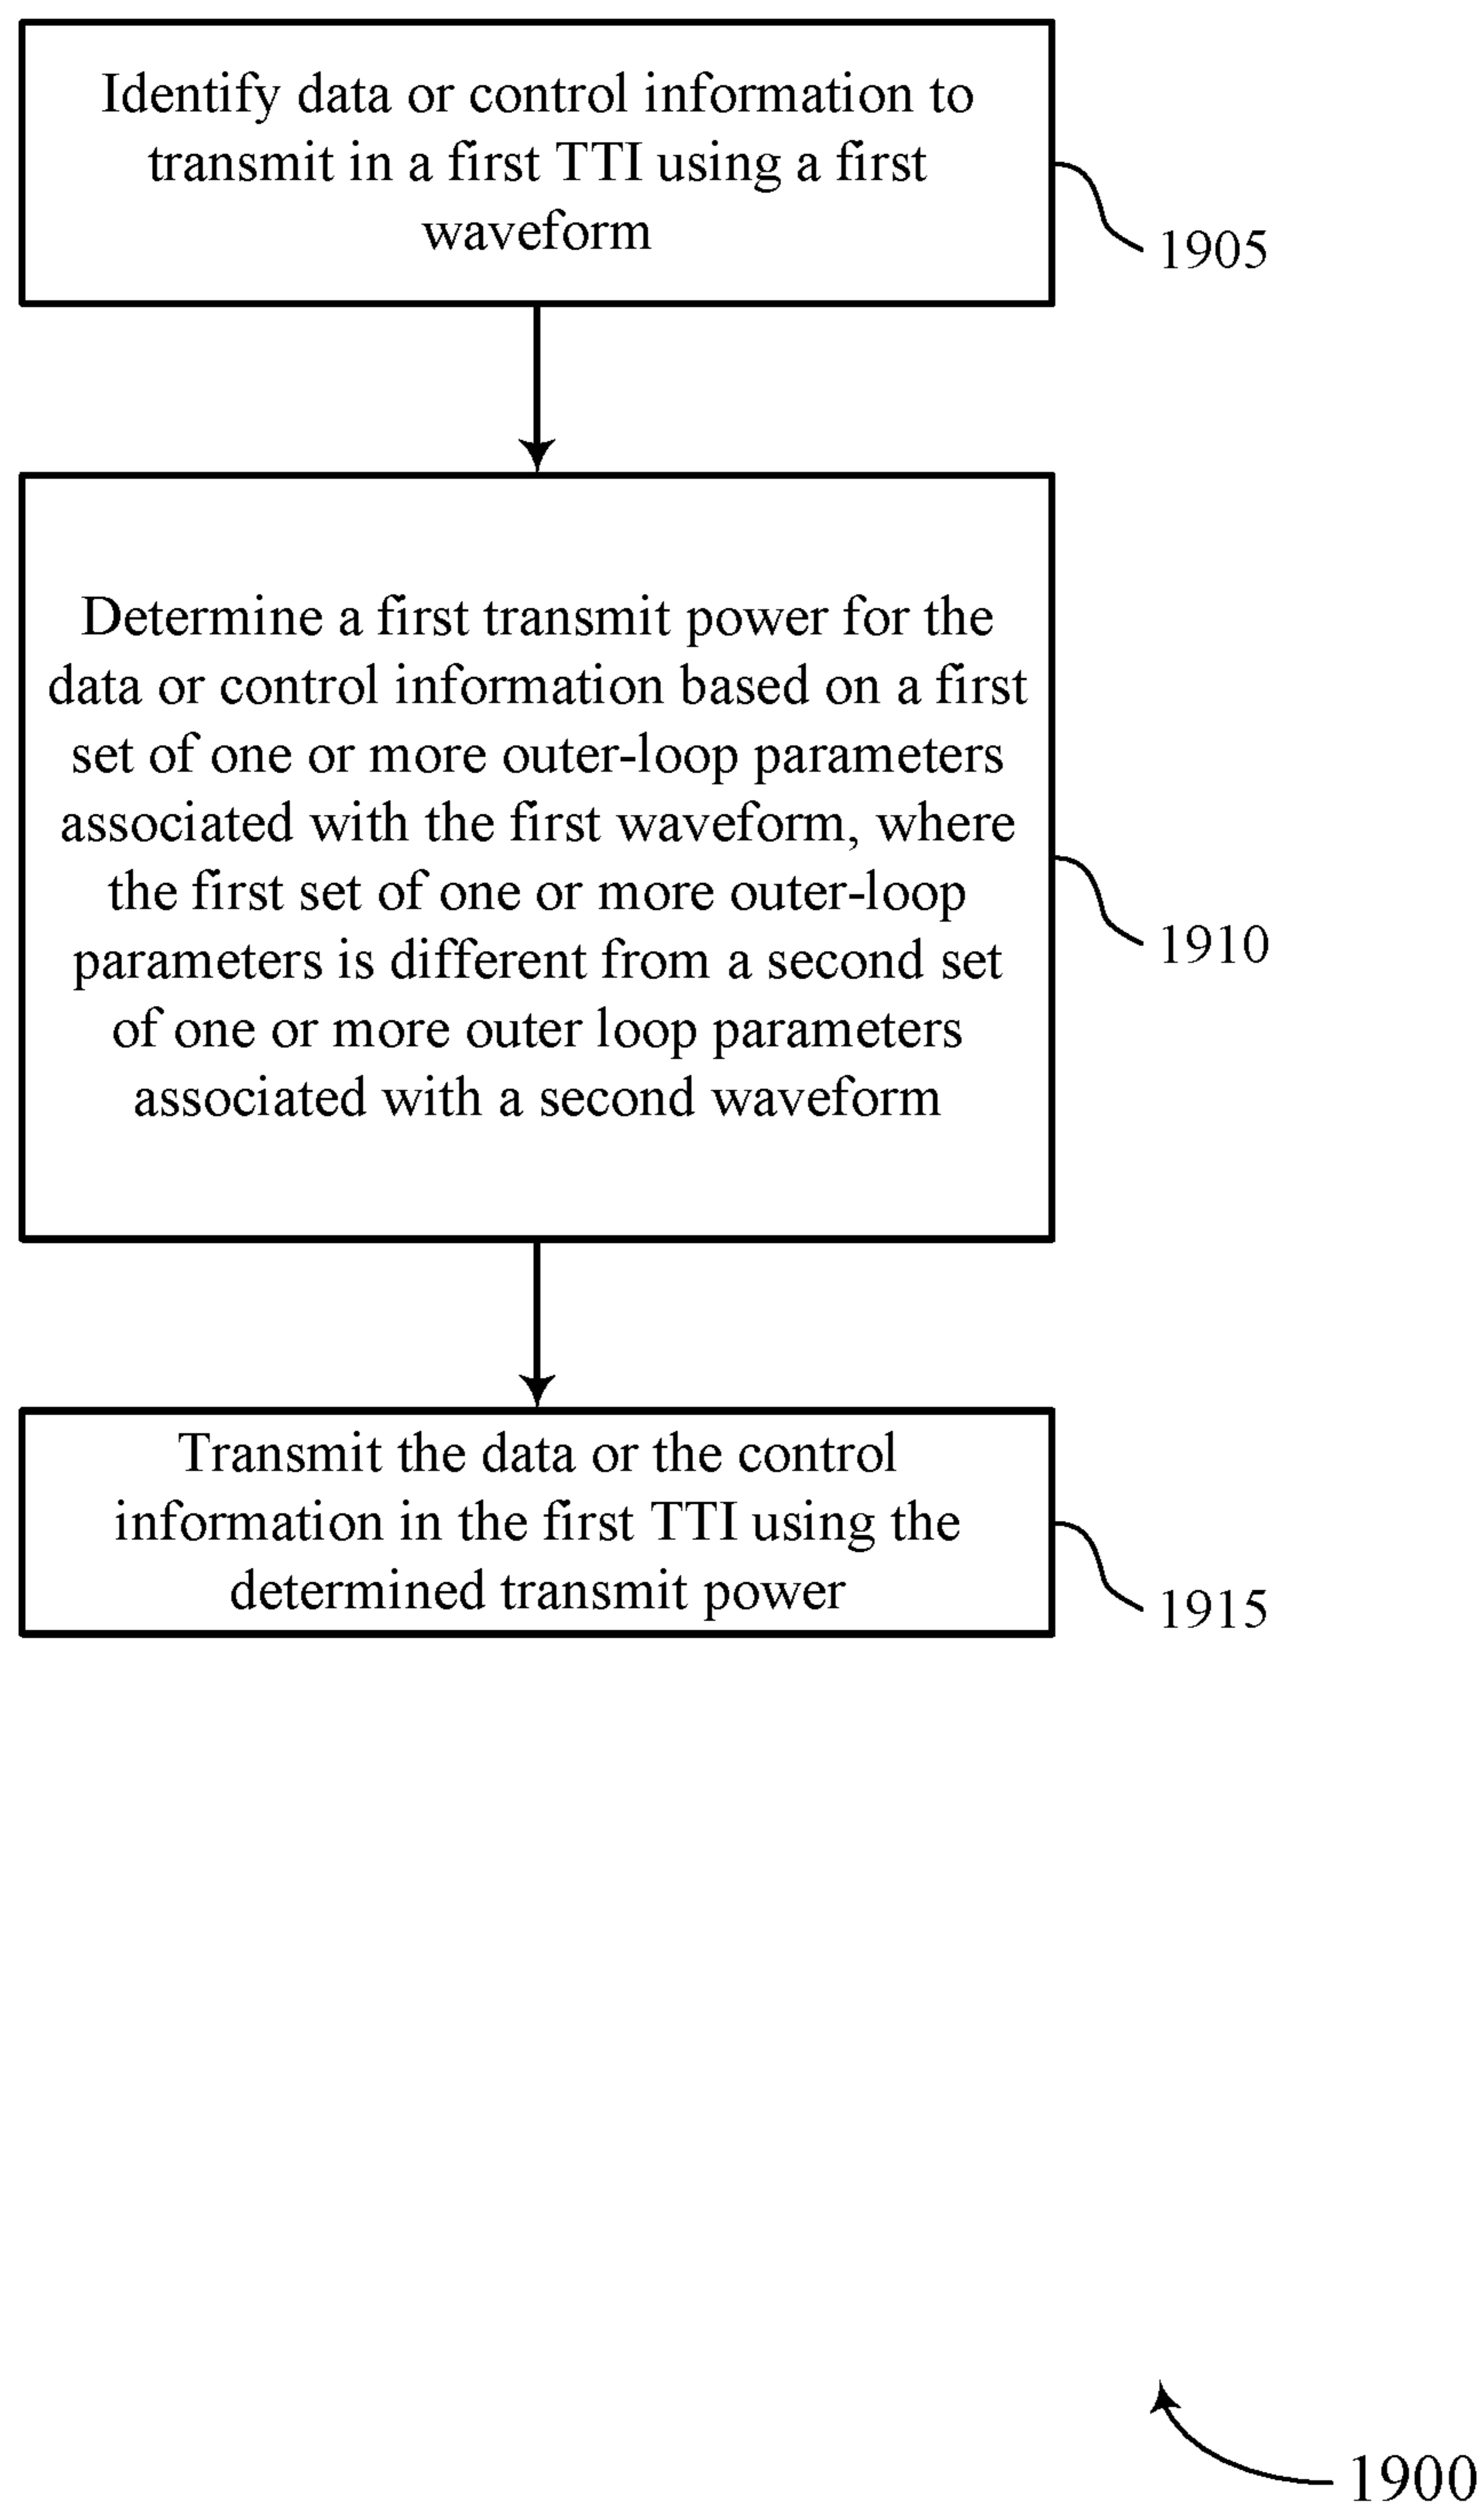 Identify data or control information to
transmit in a first TTI using a first
waveform
1905
Determine a first transmit power for the
data or control information based on a first
set of one or more outer-loop parameters
associated with the first waveform, where
the first set of one or more outer-loop
parameters is different from a second set
of one or more outer loop parameters
associated with a second waveform
1910
Transmit the data or the control
information in the first TTI using the
determined transmit power
1915
1900